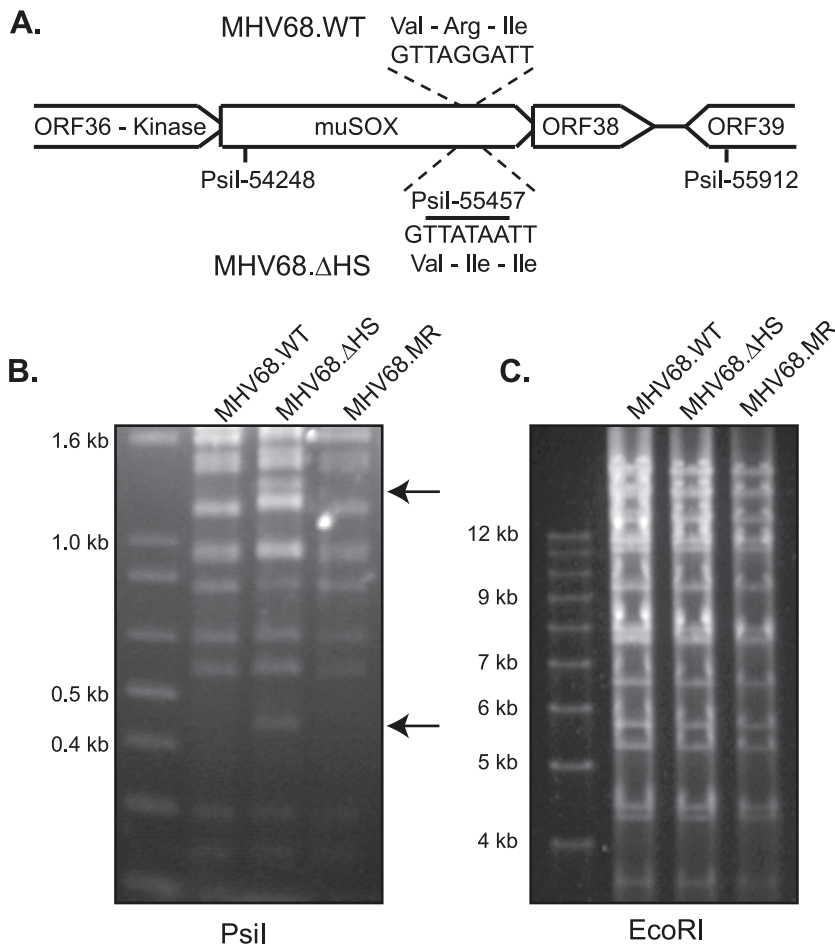 A.
MHV68.WT
Val - Arg - Ile
GTTAGGATT
ORF36 - Kinase
muSOX
ORF38
ORF39
PsiI-54248
PsiI-55912
PsiI-55457
GTTATAATT
MHV68.ΔHS
Val - Ile - Ile
B.
MHV68.WT
MHV68.ΔHS
MHV68.MR
1.6 kb
1.0 kb
0.5 kb
0.4 kb
PsiI
C.
MHV68.WT
MHV68.ΔHS
MHV68.MR
12 kb
9 kb
7 kb
6 kb
5 kb
4 kb
EcoRI